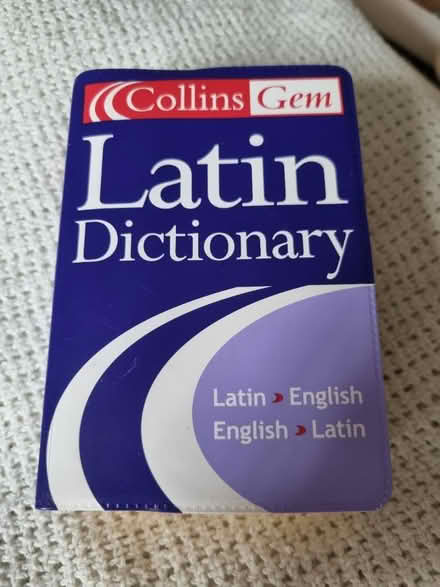 Collins Gem
Latin
Dictionary
Latin › English
English › Latin